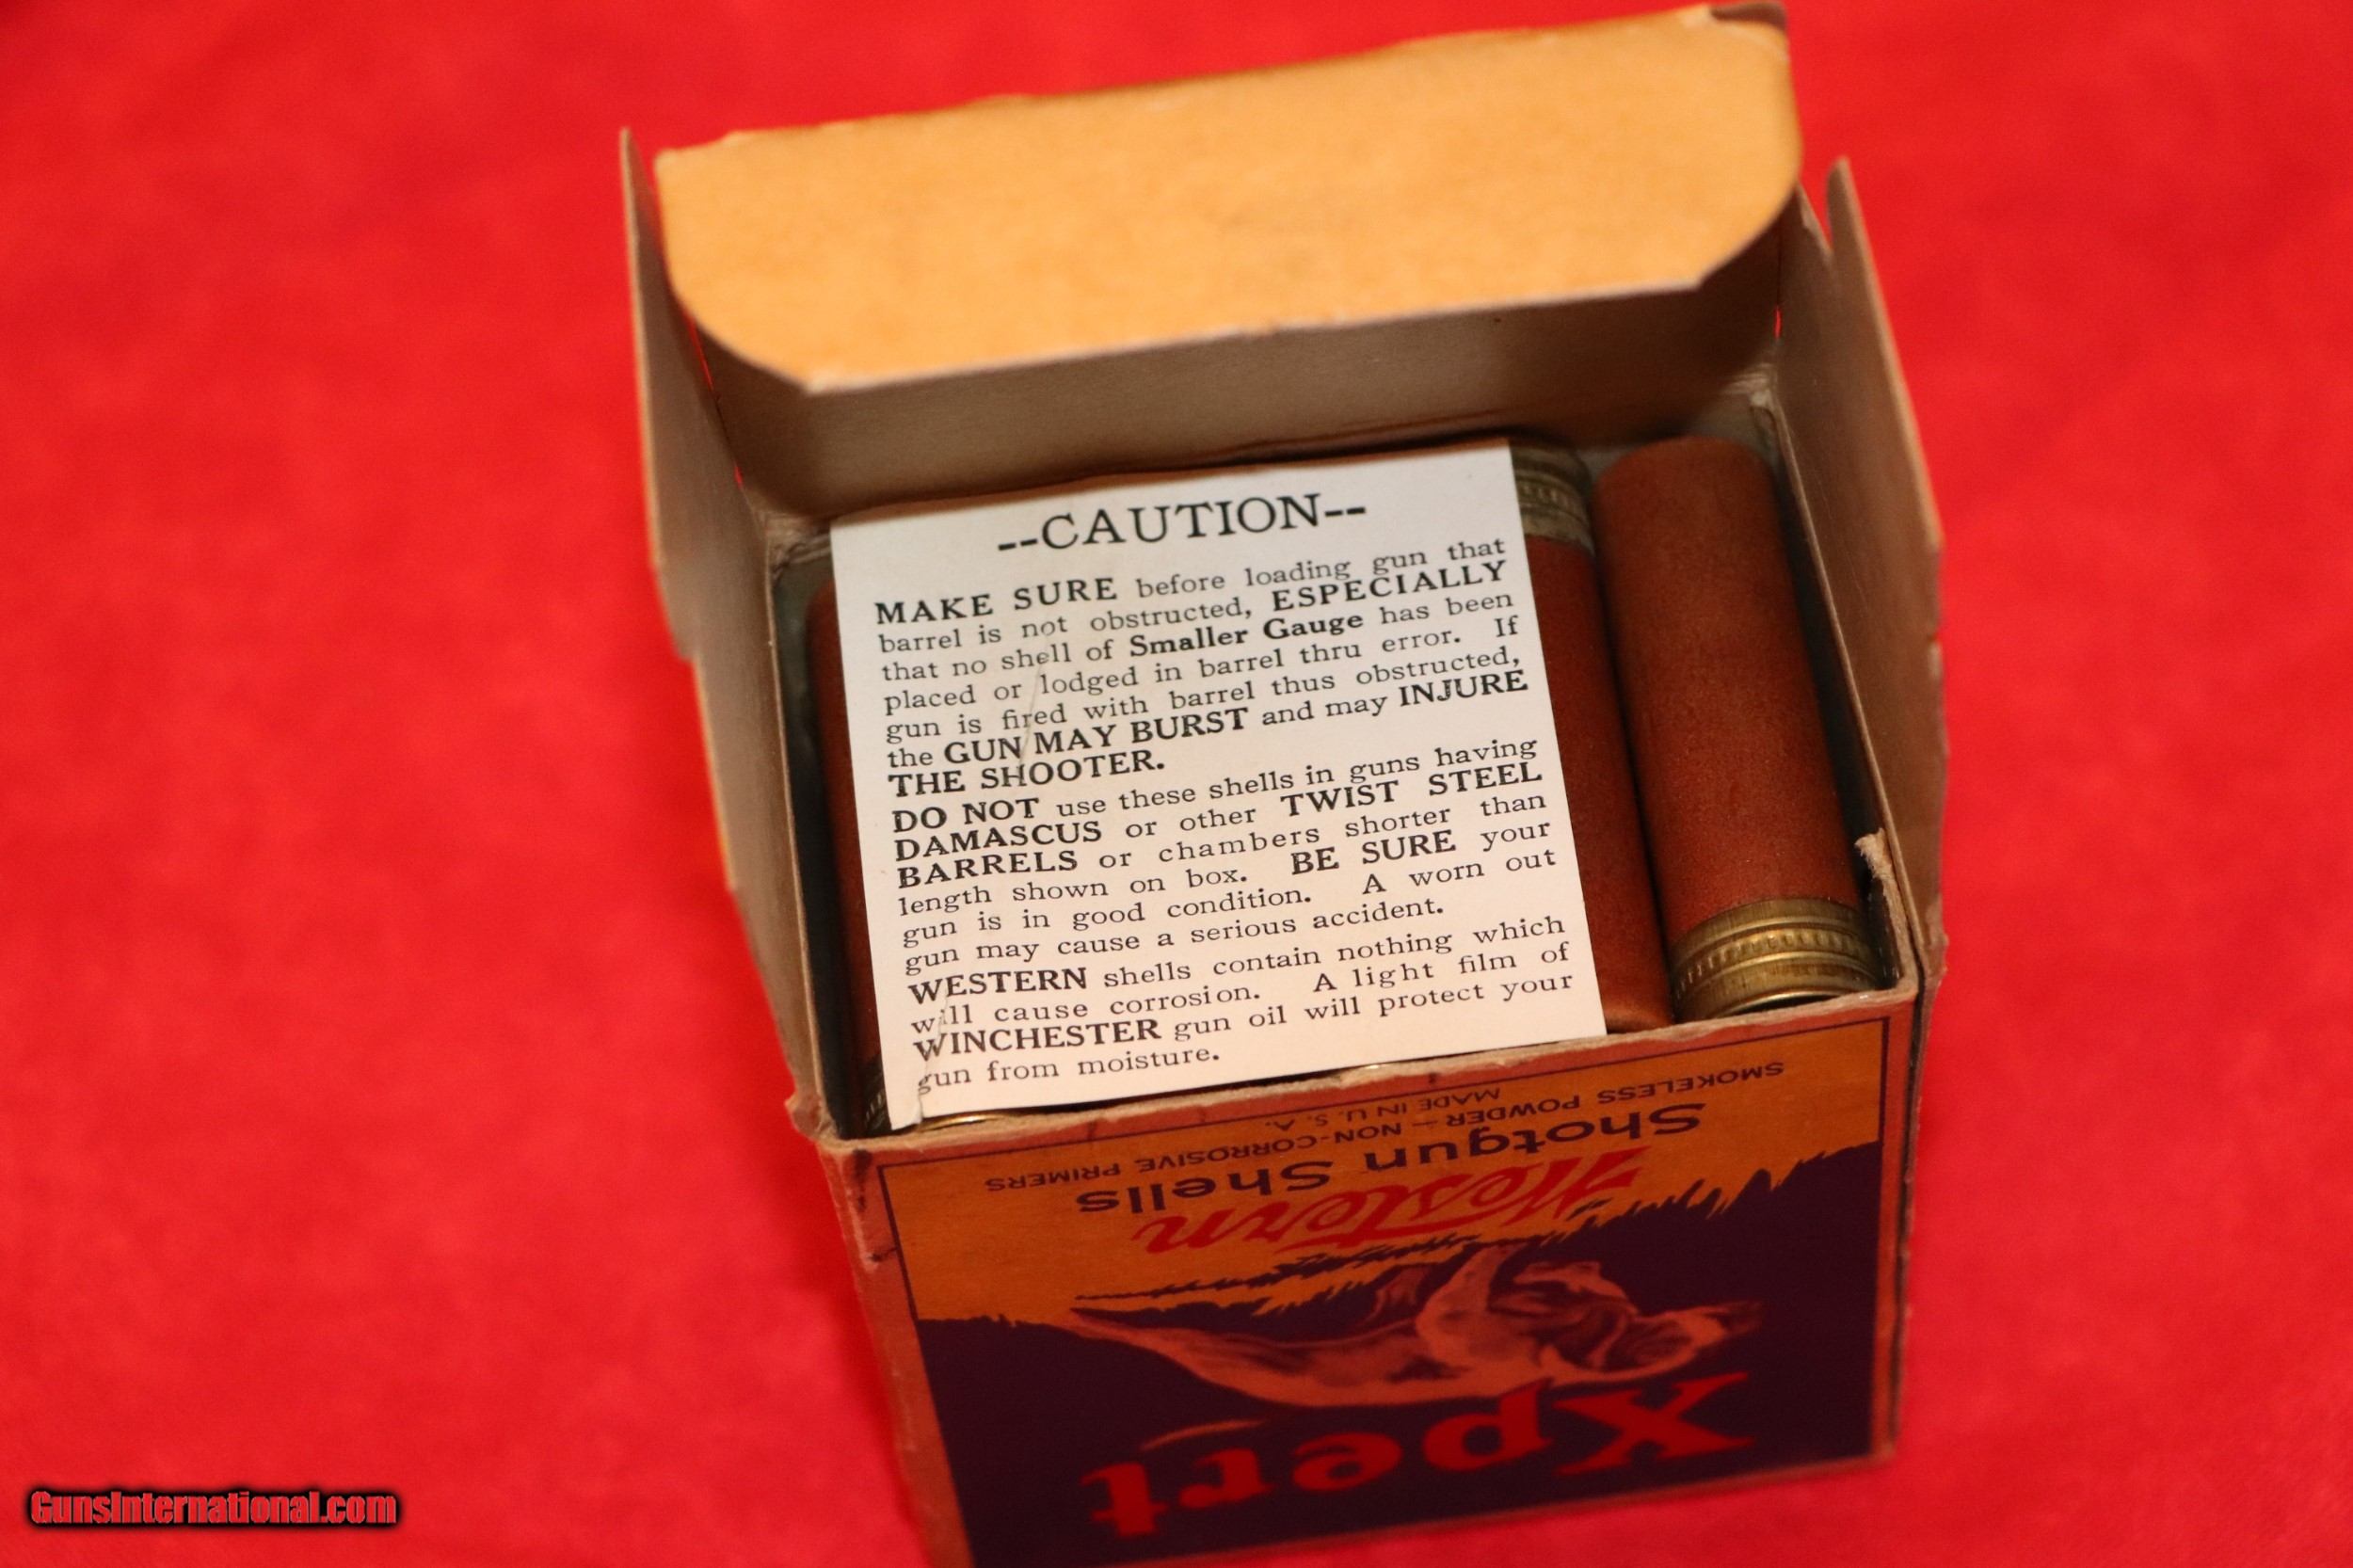 --CAUTION--
MAKE SURE before loading gun that
barrel is not obstructed, ESPECIALLY
that no shell of Smaller Gauge has been
placed or lodged in barrel thru error. If
gun is fired with barrel thus obstructed,
the GUN MAY BURST and may INJURE
THE SHOOTER.
DO NOT use these shells in guns having
DAMASCUS or other TWIST STEEL
BARRELS or chambers shorter than
length shown on box. BE SURE your
gun is in good condition. A worn out
gun may cause a serious accident.
WESTERN shells contain nothing which
will cause corrosion. A light film of
WINCHESTER gun oil will protect your
gun from moisture.
Xpert
Western
Shotgun Shells
SMOKELESS POWDER - NON-CORROSIVE PRIMERS
MADE IN U. S. A.
GunsInternational.com